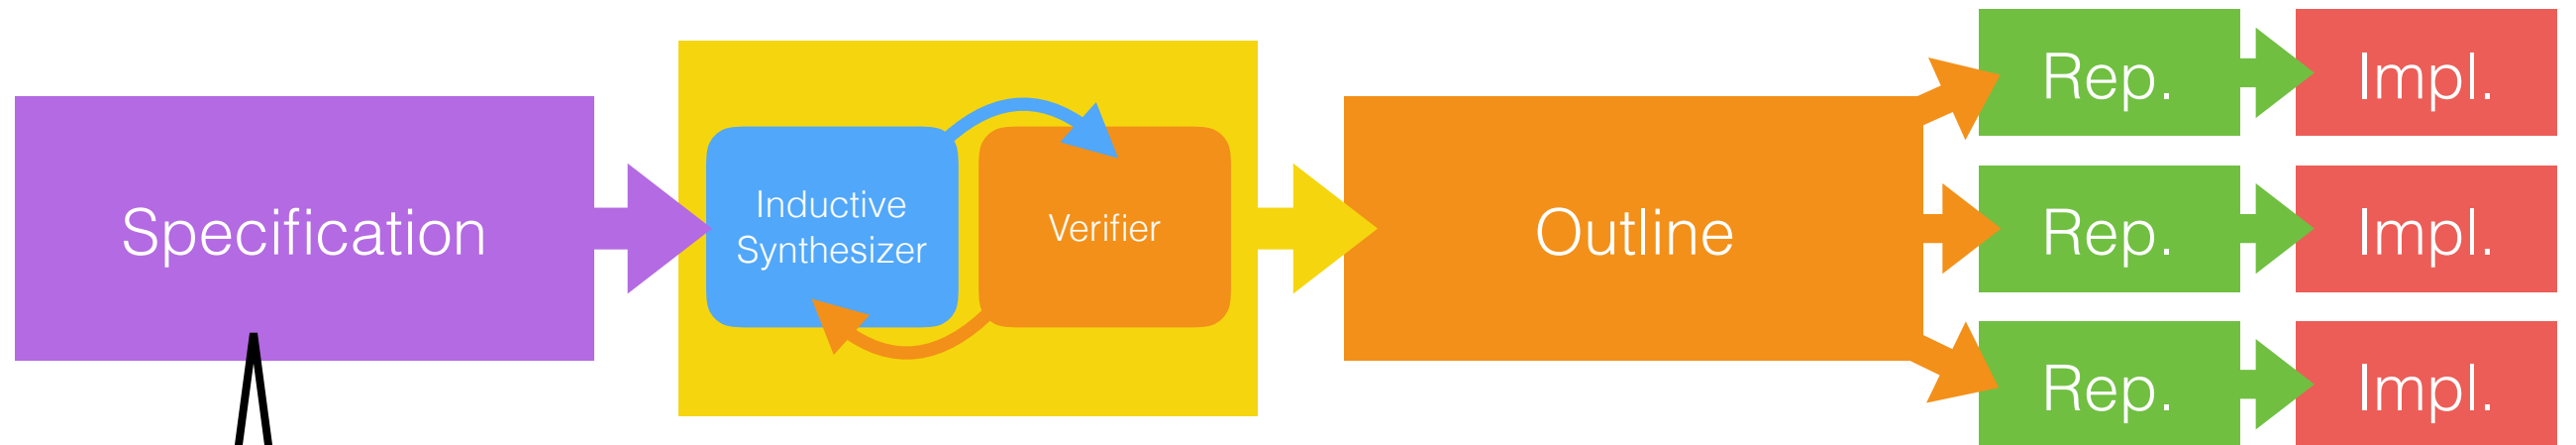 Specification
Inductive
Synthesizer
Verifier
Outline
Rep.
Impl.
Rep.
Impl.
Rep.
Impl.